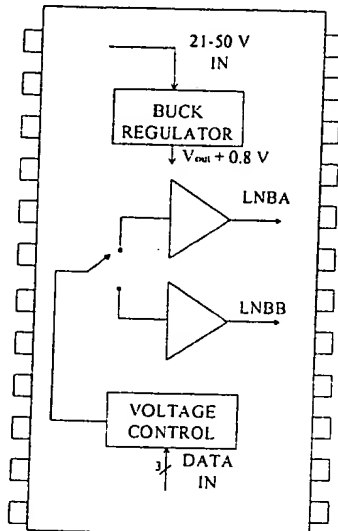 21-50 V
IN
BUCK
REGULATOR
Vout + 0.8 V
LNBA
LNBB
VOLTAGE
CONTROL
3
DATA
IN